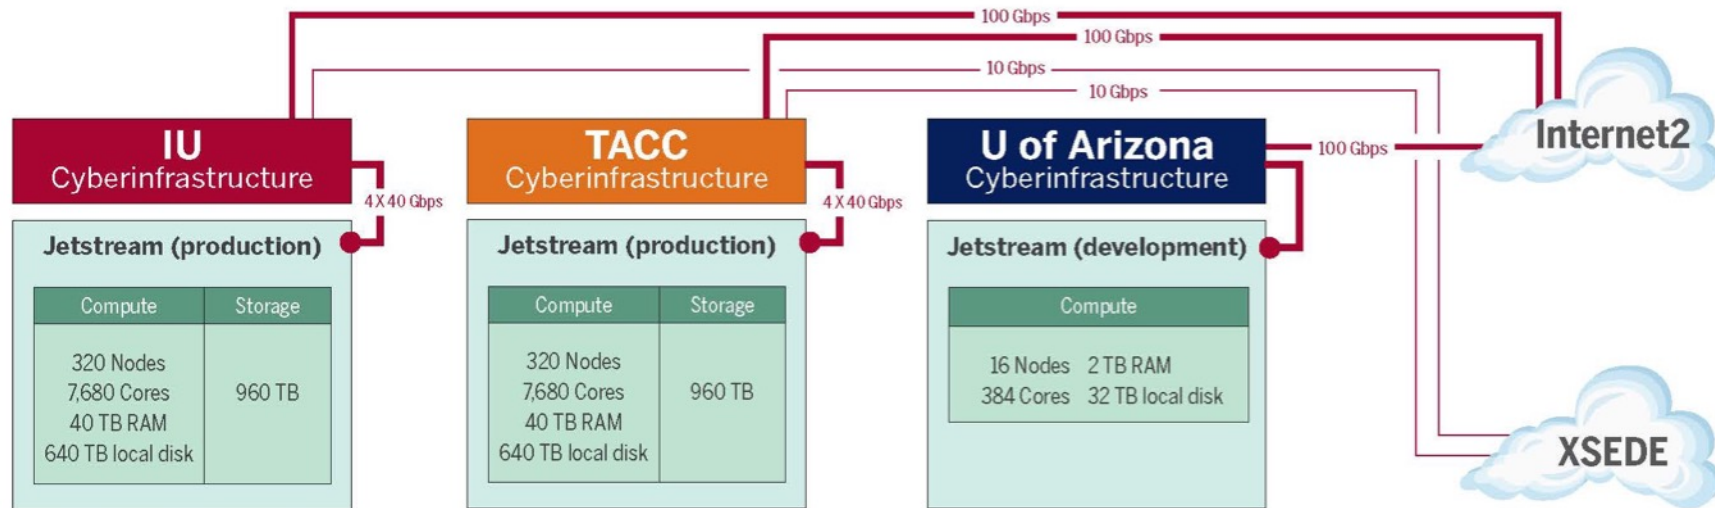 100 Gbps
100 Gbps
10 Gbps
10 Gbps
IU
Cyberinfrastructure
4 X 40 Gbps
TACC
Cyberinfrastructure
4 X 40 Gbps
U of Arizona
Cyberinfrastructure
100 Gbps
Internet2
XSEDE
Jetstream (production)
Compute
Storage
320 Nodes
7,680 Cores
40 TB RAM
640 TB local disk
960 TB
Jetstream (production)
Compute
Storage
320 Nodes
7,680 Cores
40 TB RAM
640 TB local disk
960 TB
Jetstream (development)
Compute
16 Nodes 2 TB RAM
384 Cores 32 TB local disk